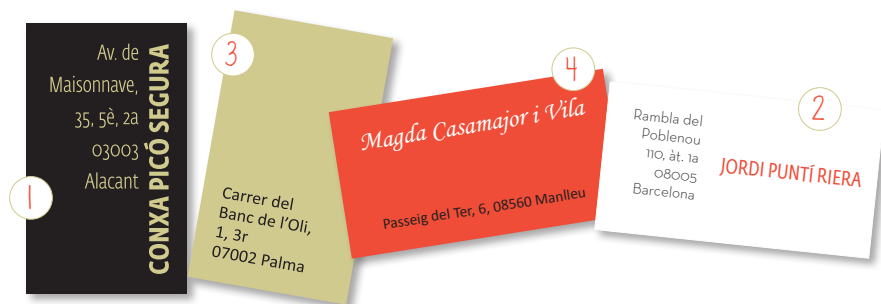 1
Av. de
Maisonnave,
35, 5è, 2a
03003
Alacant
CONXA PICÓ SEGURA
3
Carrer del
Banc de l'Oli,
1, 3r
07002 Palma
4
Magda Casamajor i Vila
Passeig del Ter, 6, 08560 Manlleu
2
Rambla del
Poblenou
110, àt. 1a
08005
Barcelona
JORDI PUNTÍ RIERA